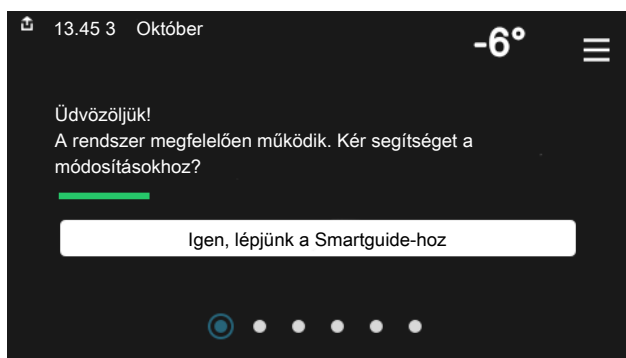 13.45 3 Október
-6°
Üdvözöljük!
A rendszer megfelelően működik. Kér segítséget a
módosításokhoz?
Igen, lépjünk a Smartguide-hoz